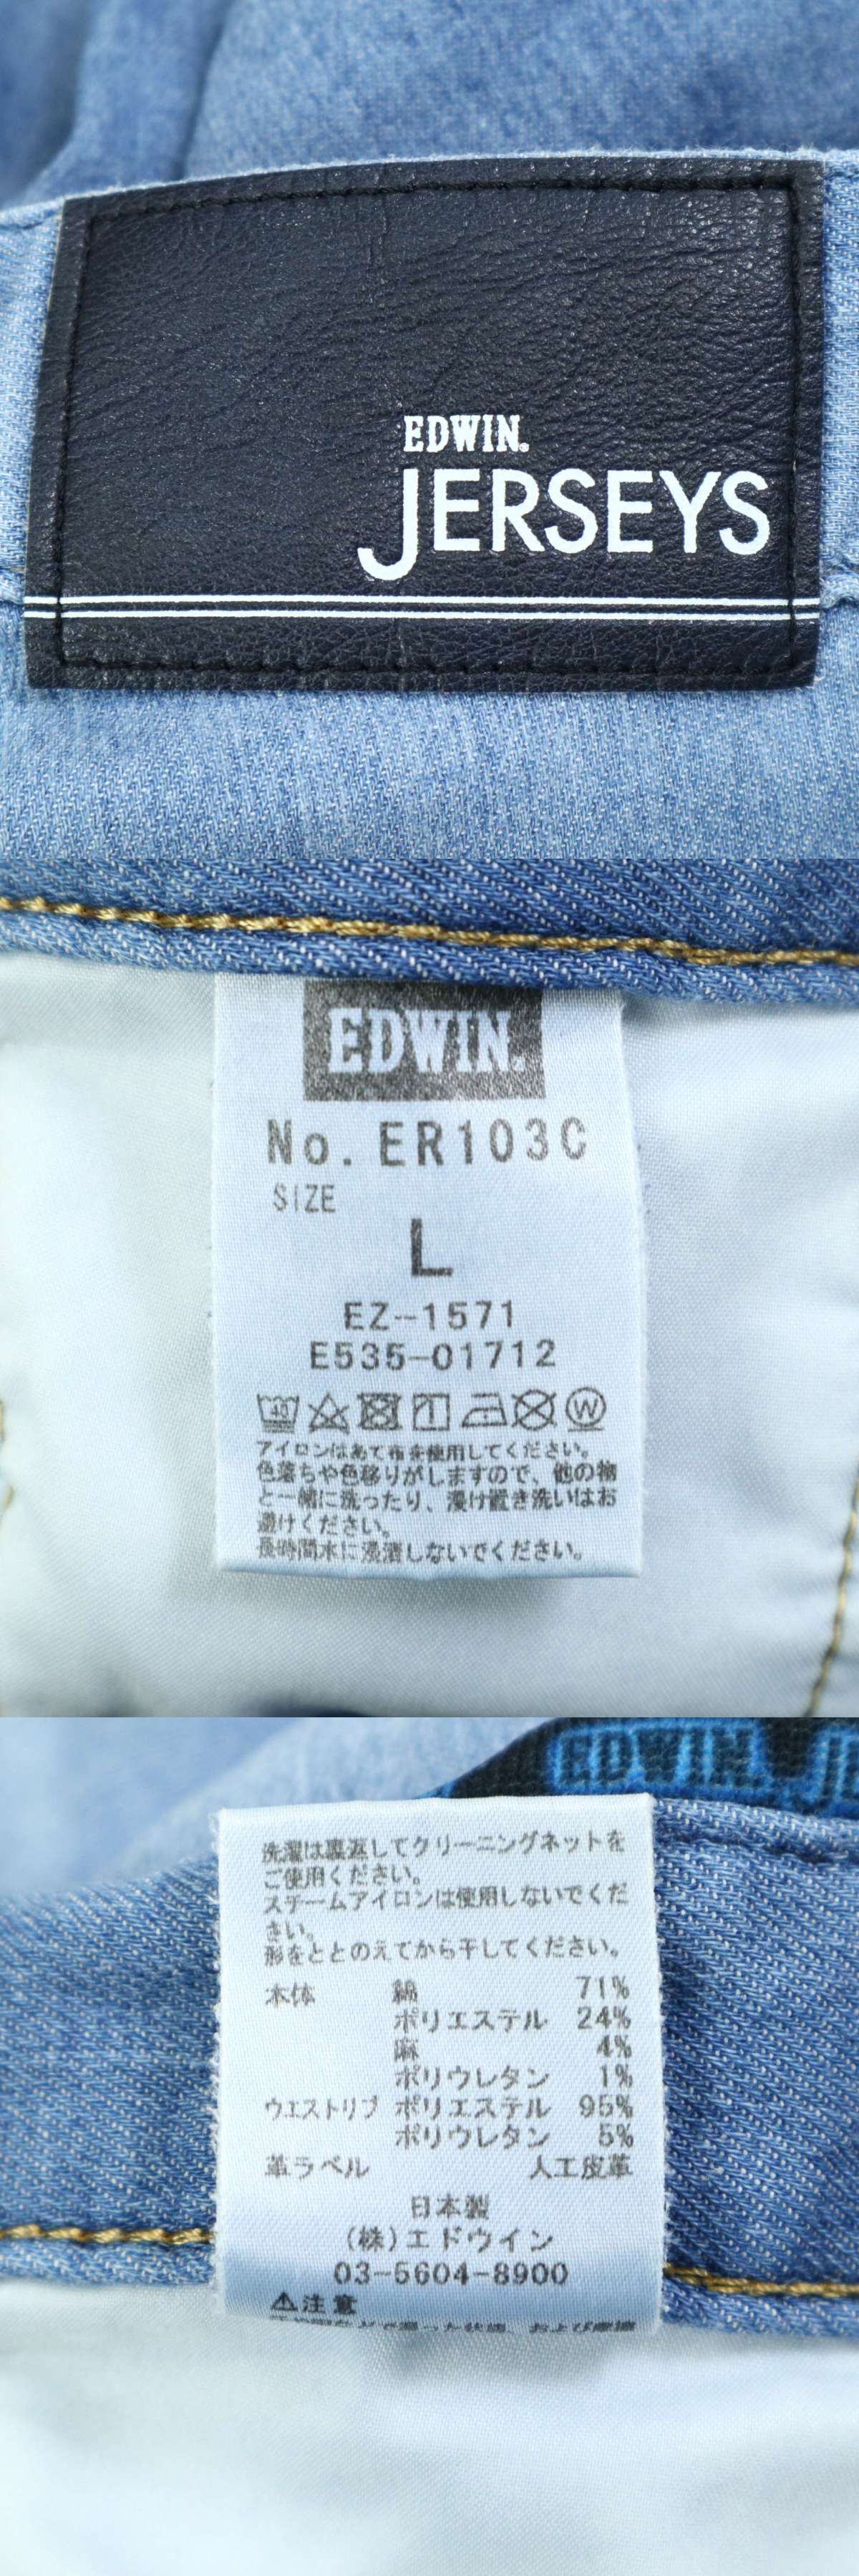 EDWIN.
JERSEYS
EDWIN.
No. ER103C
SIZE
L
EZ-1571
E535-01712
40
W
アイロンはあて布を使用してください。
色落ちや色移りがしますので、他の物
と一緒に洗ったり、浸け置き洗いはお
避けください。
長時間水に浸漬しないでください。
EDWIN.
洗濯は裏返してクリーニングネットを
ご使用ください。
スチームアイロンは使用しないでくだ
さい。
形をととのえてから干してください。
本体 綿 71%
ポリエステル 24%
麻 4%
ポリウレタン 1%
ウエストリブ ポリエステル 95%
ポリウレタン 5%
革ラベル 人工皮革
日本製
(株)エドウイン
03-5604-8900
⚠注意